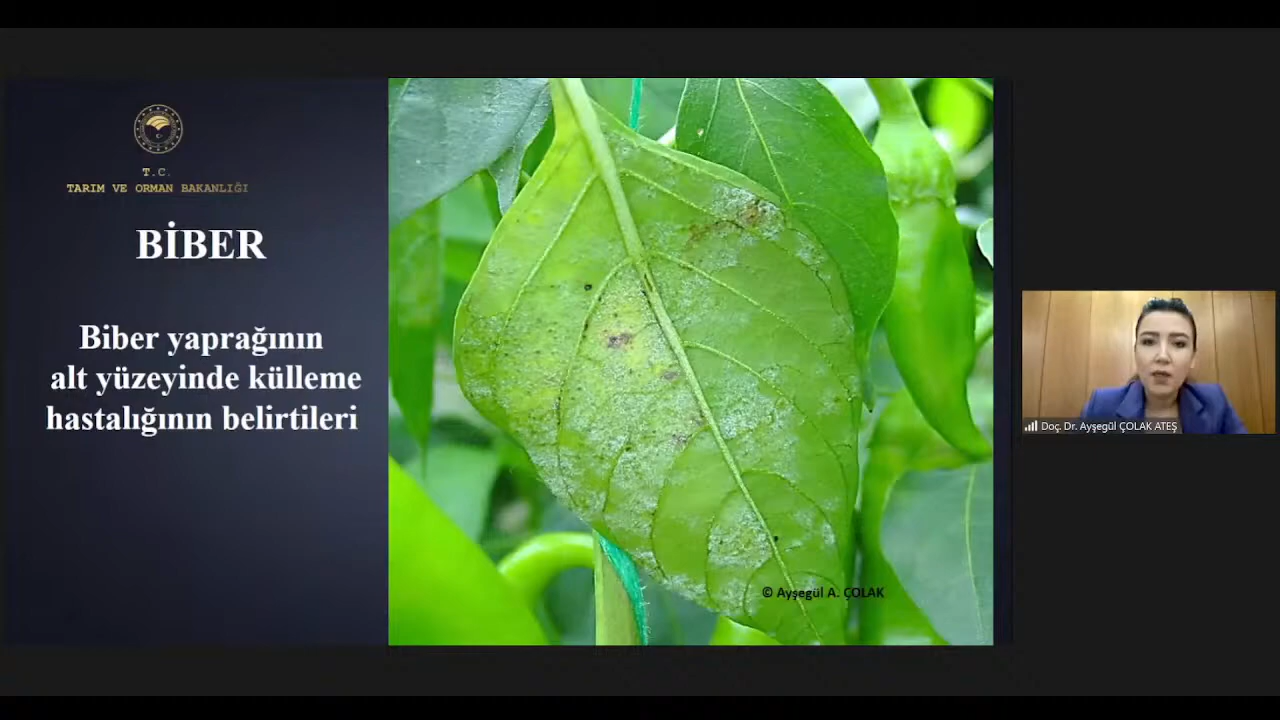 T.C.
TARIM VE ORMAN BAKANLIĞI
BİBER
Biber yaprağının
alt yüzeyinde külleme
hastalığının belirtileri
© Ayşegül A. ÇOLAK
Doç. Dr. Ayşegül ÇOLAK ATEŞ